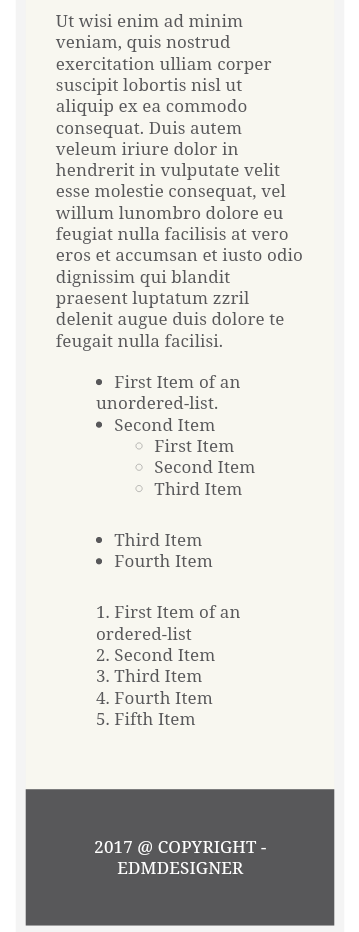 Ut wisi enim ad minim
veniam, quis nostrud
exercitation ulliam corper
suscipit lobortis nisl ut
aliquip ex ea commodo
consequat. Duis autem
veleum iriure dolor in
hendrerit in vulputate velit
esse molestie consequat, vel
willum lunombro dolore eu
feugiat nulla facilisis at vero
eros et accumsan et iusto odio
dignissim qui blandit
praesent luptatum zzril
delenit augue duis dolore te
feugait nulla facilisi.
• First Item of an
unordered-list.
• Second Item
◦ First Item
◦ Second Item
◦ Third Item
• Third Item
• Fourth Item
1. First Item of an
ordered-list
2. Second Item
3. Third Item
4. Fourth Item
5. Fifth Item
2017 @ COPYRIGHT -
EDMDESIGNER